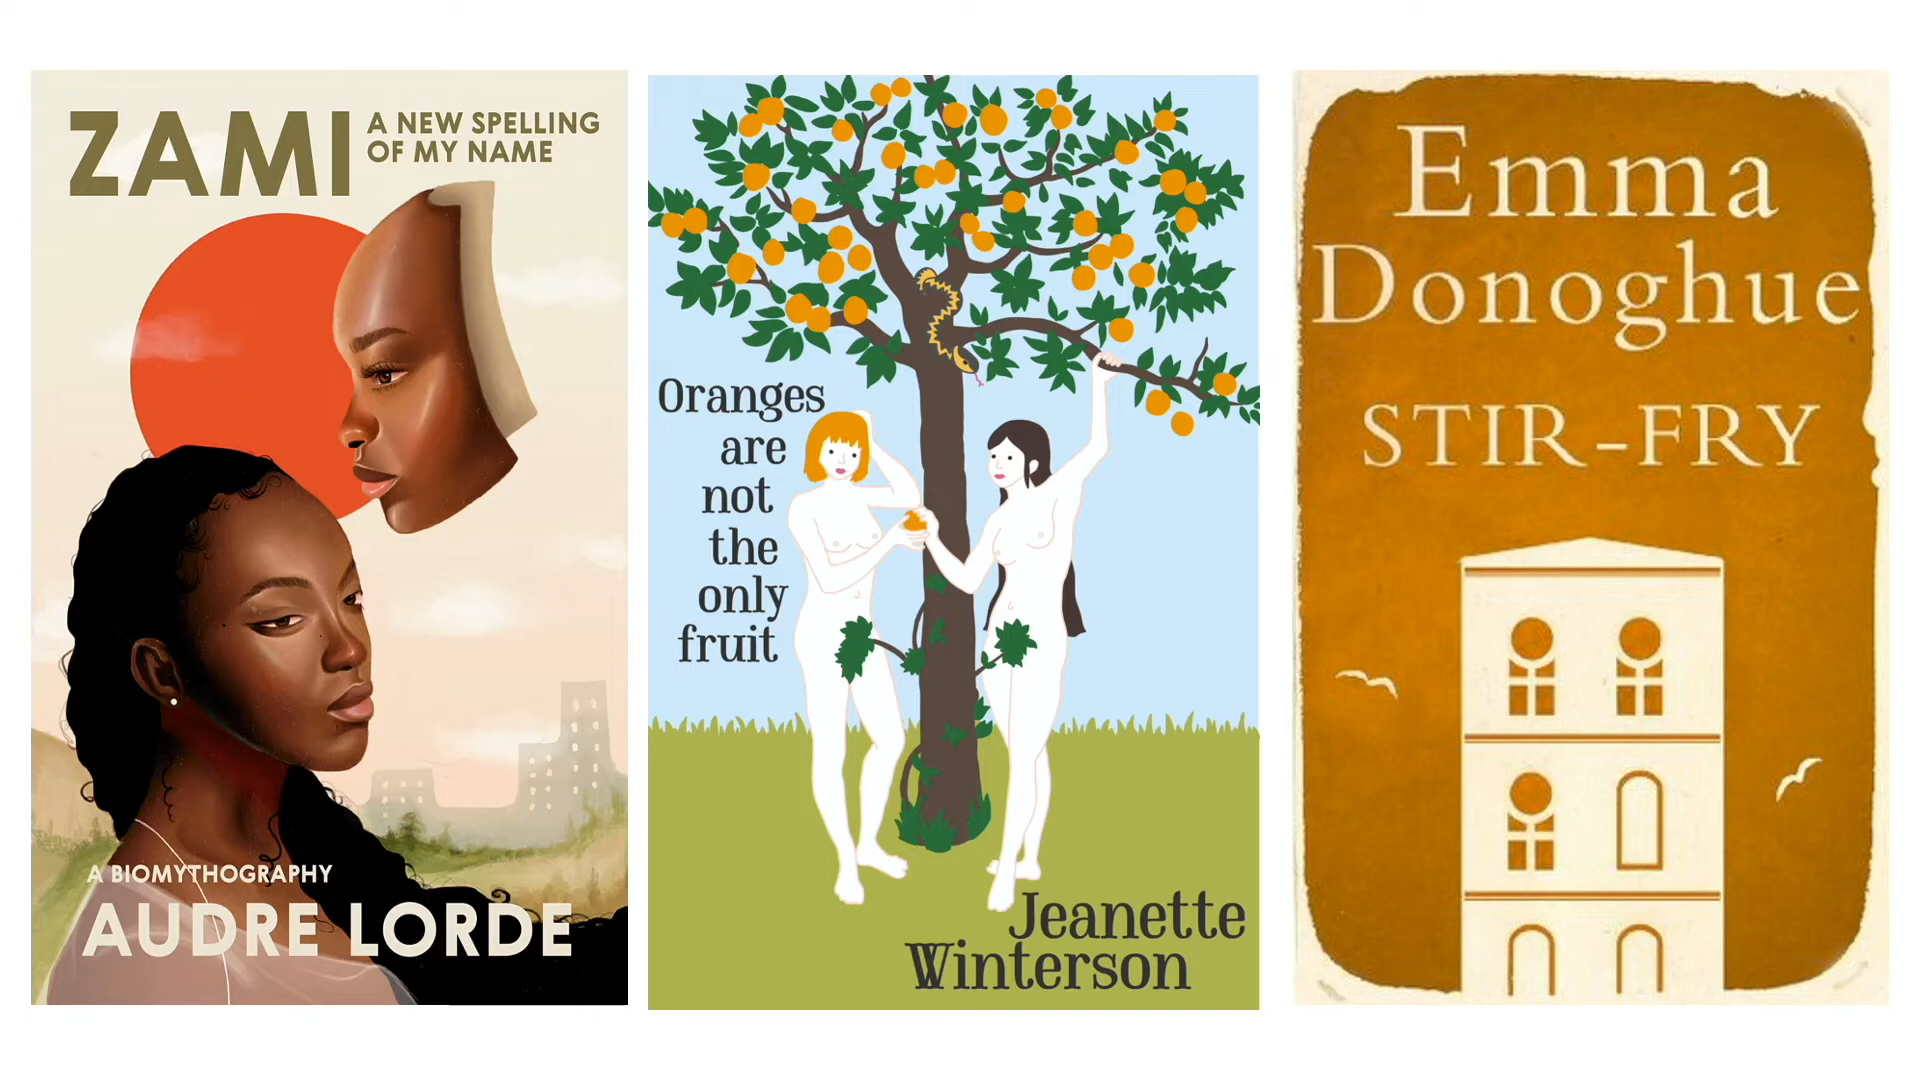 ZAMI
A NEW SPELLING
OF MY NAME
A BIOMYTHOGRAPHY
AUDRE LORDE
Oranges
are
not
the
only
fruit
Jeanette
Winterson
Emma
Donoghue
STIR-FRY